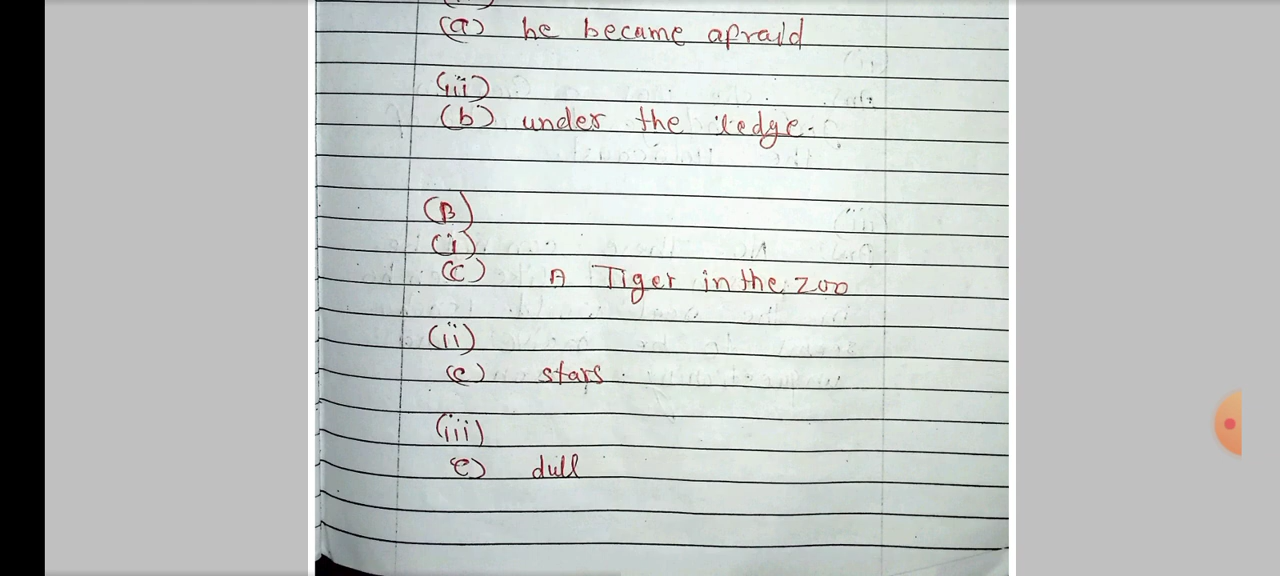 (a) he became afraid
(iii)
(b) under the ledge.
(B)
(i)
(c) A Tiger in the zoo
(ii)
(c) stars.
(iii)
(c) dull